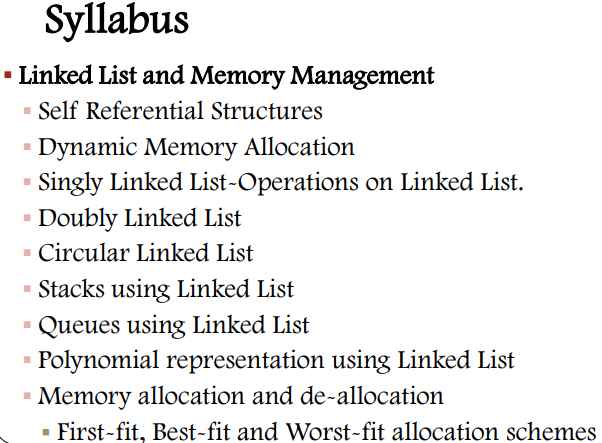 Syllabus
Linked List and Memory Management
Self Referential Structures
Dynamic Memory Allocation
Singly Linked List-Operations on Linked List.
Doubly Linked List
Circular Linked List
Stacks using Linked List
Queues using Linked List
Polynomial representation using Linked List
Memory allocation and de-allocation
First-fit, Best-fit and Worst-fit allocation schemes